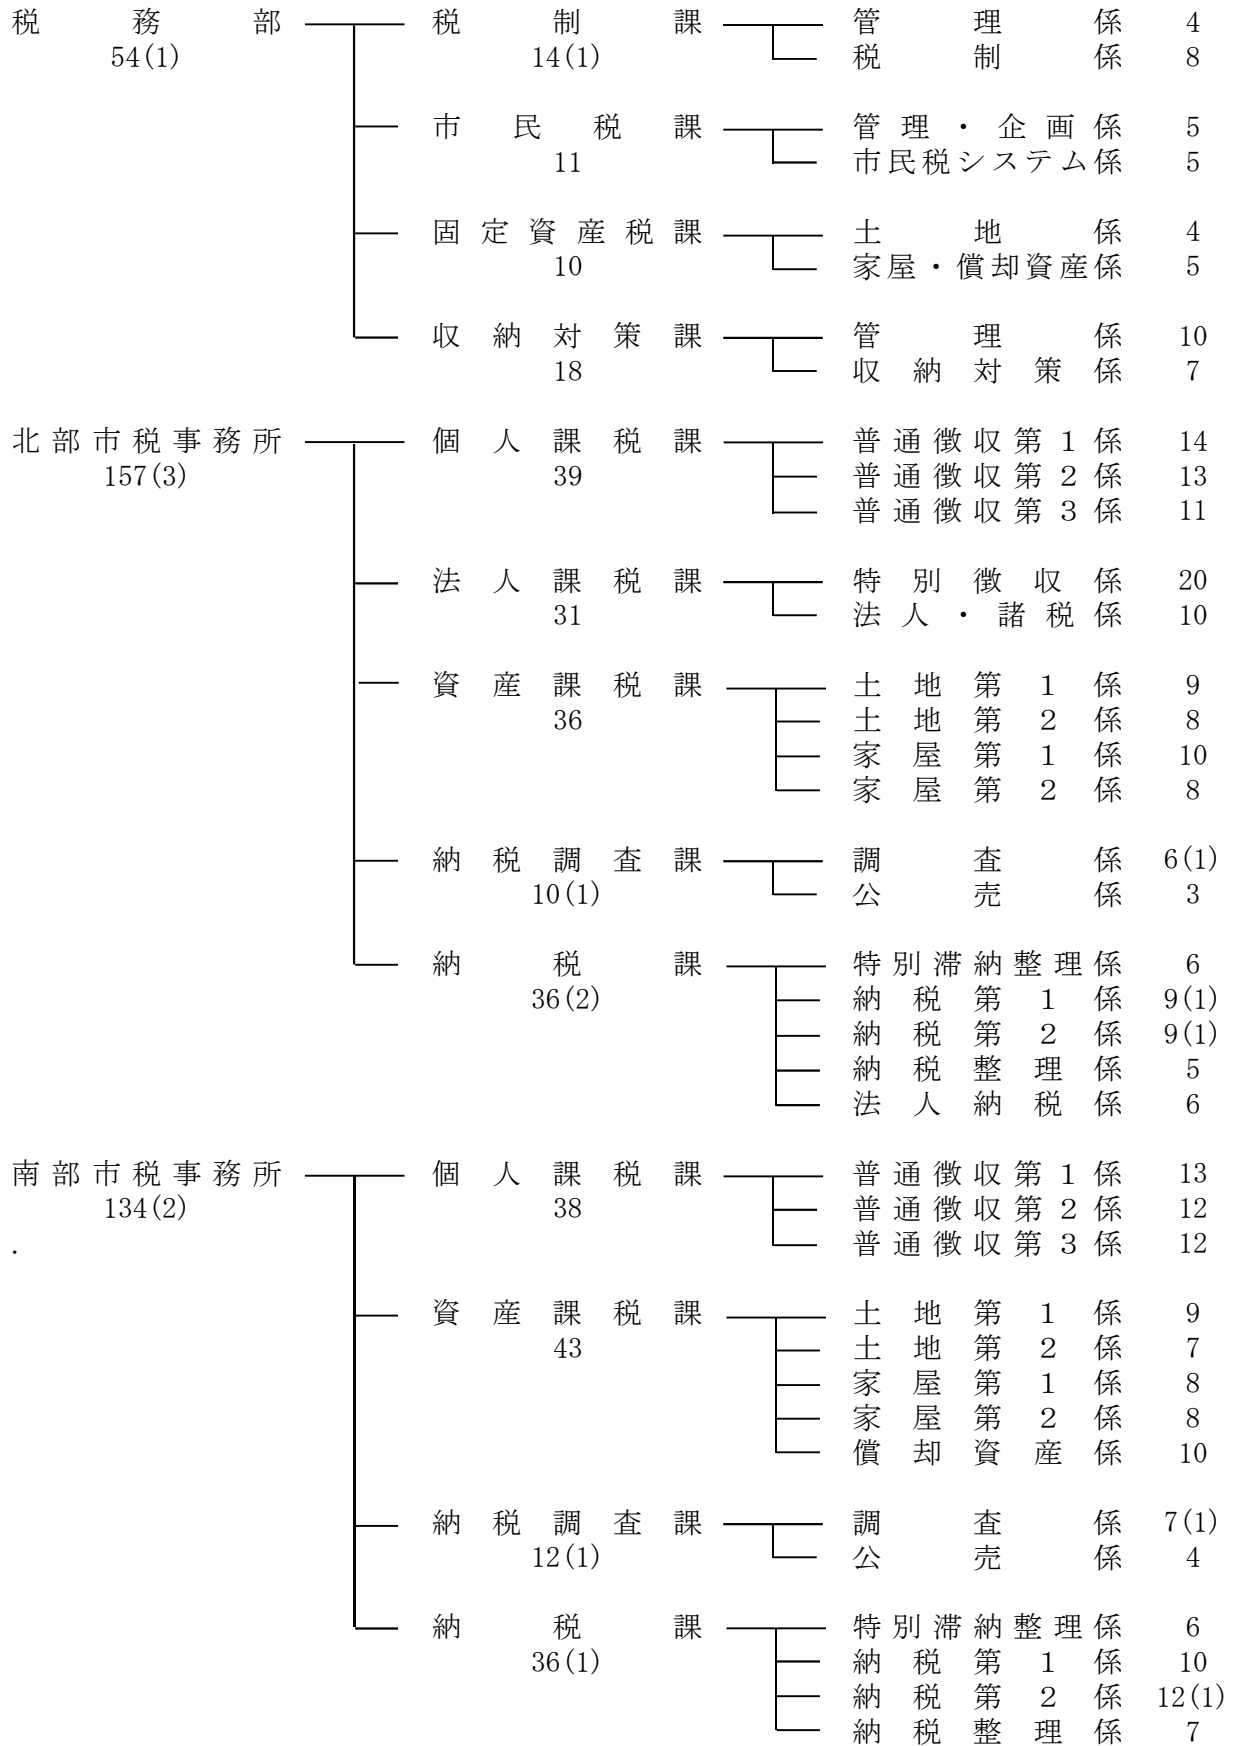 税務部 税制課 管理係 4
54(1) 14(1) 税制係 8
市民税課 管理・企画係 5
11 市民税システム係 5
固定資産税課 土地係 4
10 家屋・償却資産係 5
収納対策課 管理係 10
18 収納対策係 7
北部市税事務所 個人課税課 普通徴収第１係 14
157(3) 39 普通徴収第２係 13
普通徴収第３係 11
法人課税課 特別徴収係 20
31 法人・諸税係 10
資産課税課 土地第１係 9
36 土地第２係 8
家屋第１係 10
家屋第２係 8
納税調査課 調査係 6(1)
10(1) 公売係 3
納税課 特別滞納整理係 6
36(2) 納税第１係 9(1)
納税第２係 9(1)
納税整理係 5
法人納税係 6
南部市税事務所 個人課税課 普通徴収第１係 13
134(2) 38 普通徴収第２係 12
. 普通徴収第３係 12
資産課税課 土地第１係 9
43 土地第２係 7
家屋第１係 8
家屋第２係 8
償却資産係 10
納税調査課 調査係 7(1)
12(1) 公売係 4
納税課 特別滞納整理係 6
36(1) 納税第１係 10
納税第２係 12(1)
納税整理係 7